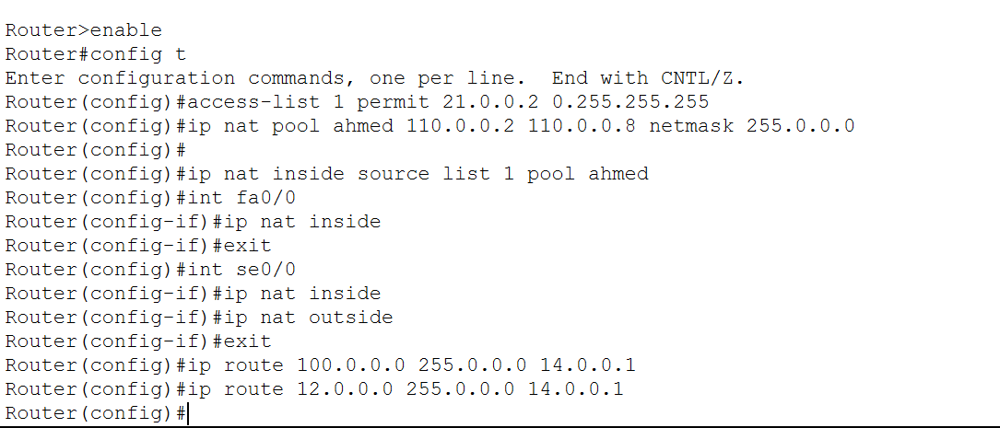 Router>enable
Router#config t
Enter configuration commands, one per line.  End with CNTL/Z.
Router(config)#access-list 1 permit 21.0.0.2 0.255.255.255
Router(config)#ip nat pool ahmed 110.0.0.2 110.0.0.8 netmask 255.0.0.0
Router(config)#
Router(config)#ip nat inside source list 1 pool ahmed
Router(config)#int fa0/0
Router(config-if)#ip nat inside
Router(config-if)#exit
Router(config)#int se0/0
Router(config-if)#ip nat inside
Router(config-if)#ip nat outside
Router(config-if)#exit
Router(config)#ip route 100.0.0.0 255.0.0.0 14.0.0.1
Router(config)#ip route 12.0.0.0 255.0.0.0 14.0.0.1
Router(config)#